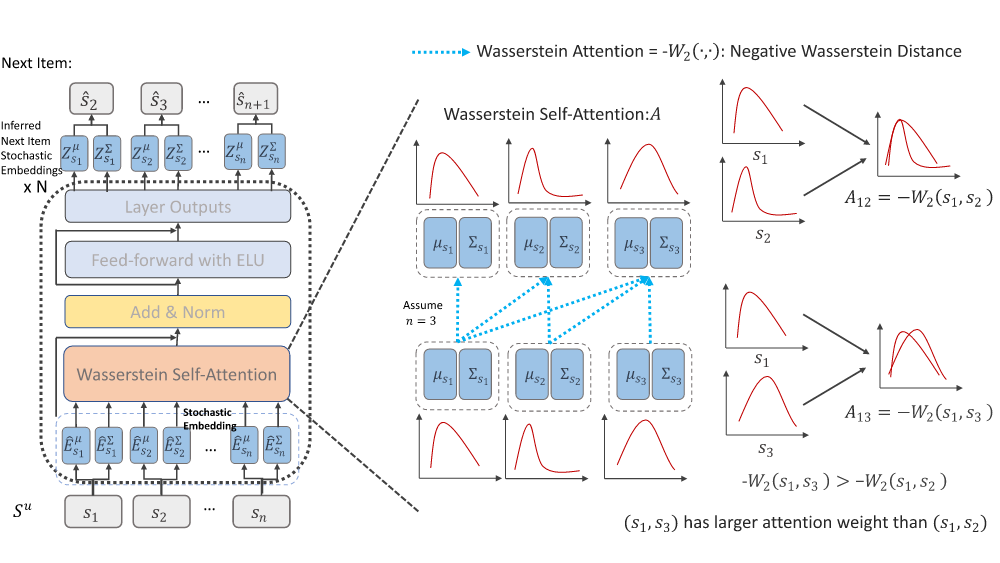 Next Item:
ŝ₂ ŝ₃ ... ŝₙ₊₁
Inferred
Next Item
Stochastic
Embeddings
Z^μ_{s₁} Z^Σ_{s₁} Z^μ_{s₂} Z^Σ_{s₂} ... Z^μ_{sₙ} Z^Σ_{sₙ}
x N
Layer Outputs
Feed-forward with ELU
Add & Norm
Wasserstein Self-Attention
Stochastic
Embedding
Ê^μ_{s₁} Ê^Σ_{s₁} Ê^μ_{s₂} Ê^Σ_{s₂} ... Ê^μ_{sₙ} Ê^Σ_{sₙ}
S^u s₁ s₂ ... sₙ
Wasserstein Attention = -W₂(·,·): Negative Wasserstein Distance
Wasserstein Self-Attention:A
μ_{s₁} Σ_{s₁} μ_{s₂} Σ_{s₂} μ_{s₃} Σ_{s₃}
Assume
n = 3
μ_{s₁} Σ_{s₁} μ_{s₂} Σ_{s₂} μ_{s₃} Σ_{s₃}
s₁
s₂
A₁₂ = −W₂(s₁, s₂)
s₁
s₃
A₁₃ = −W₂(s₁, s₃)
-W₂(s₁, s₃) > −W₂(s₁, s₂)
(s₁, s₃) has larger attention weight than (s₁, s₂)